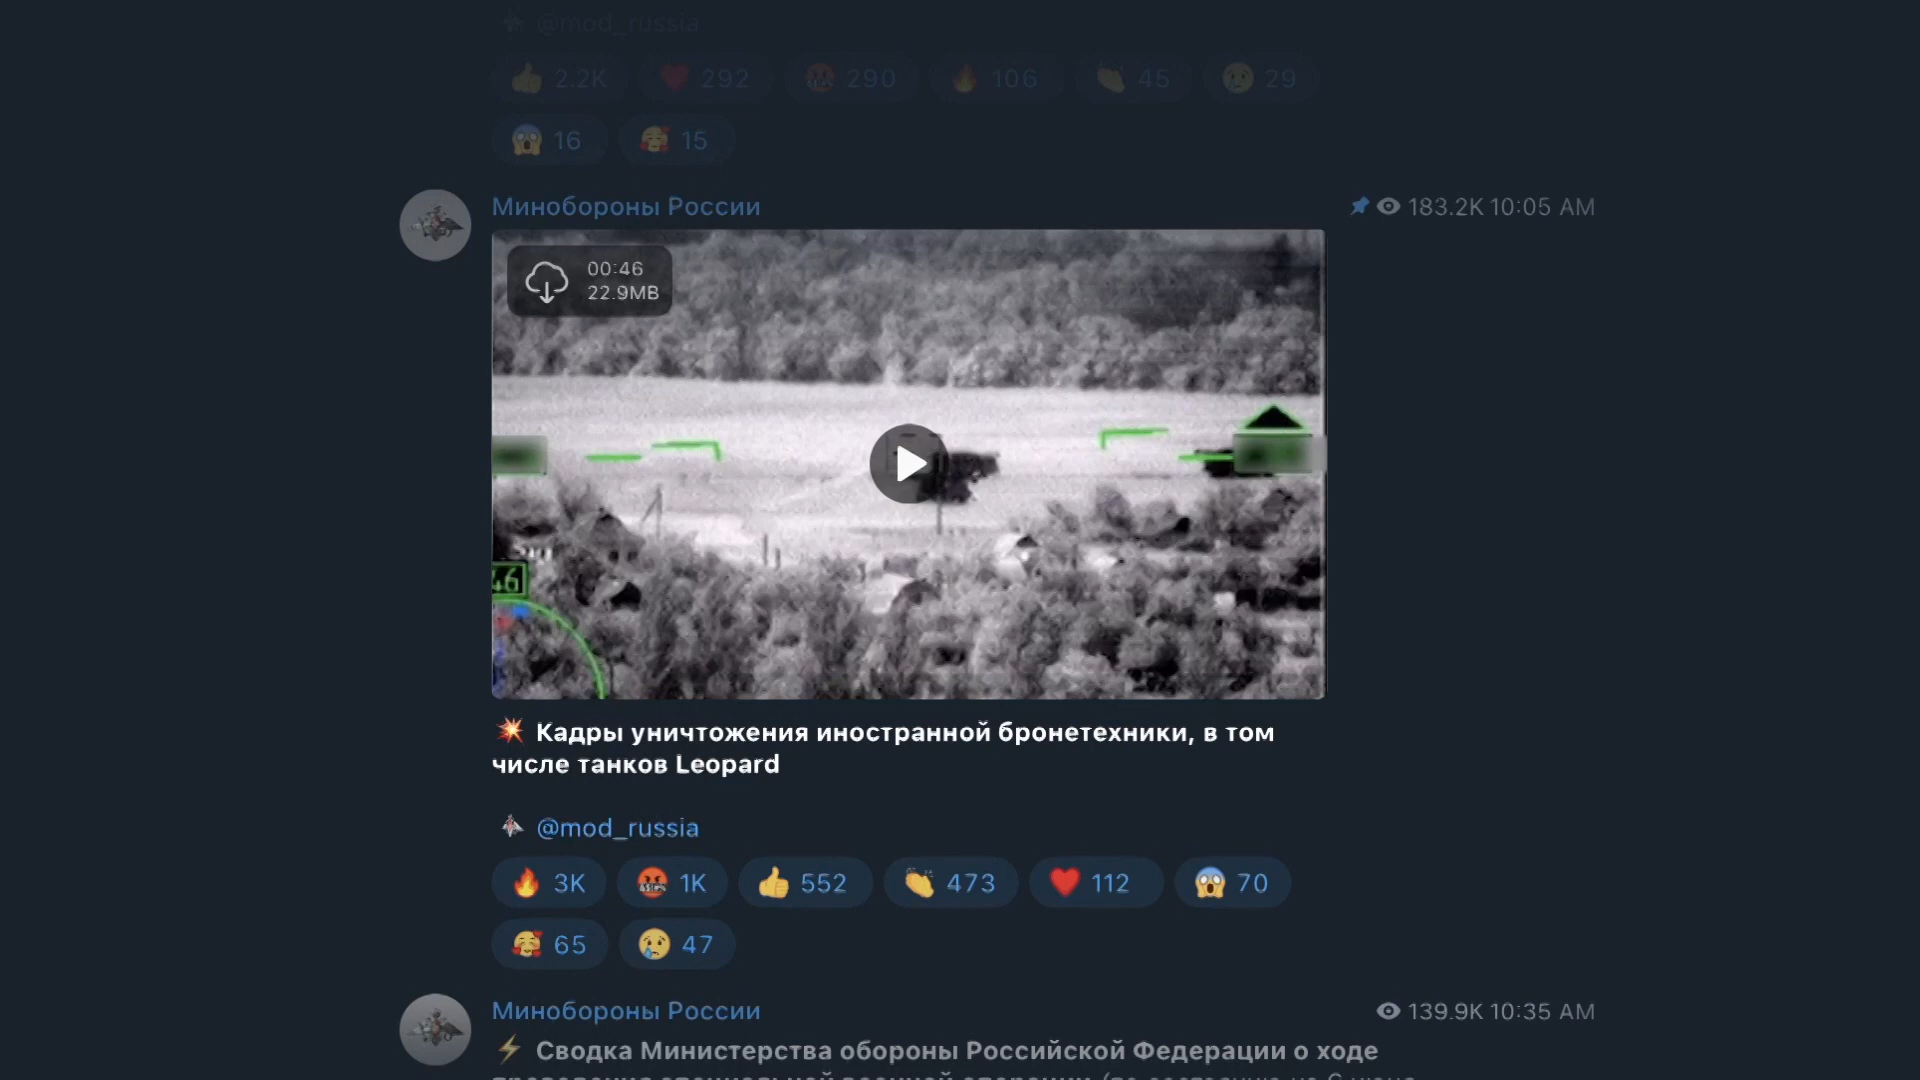 @mod_russia
2.2K 292 290 106 45 29
16 15
Минобороны России 183.2K 10:05 AM
00:46
22.9MB
46
Кадры уничтожения иностранной бронетехники, в том
числе танков Leopard
@mod_russia
3K 1K 552 473 112 70
65 47
Минобороны России 139.9K 10:35 AM
Сводка Министерства обороны Российской Федерации о ходе